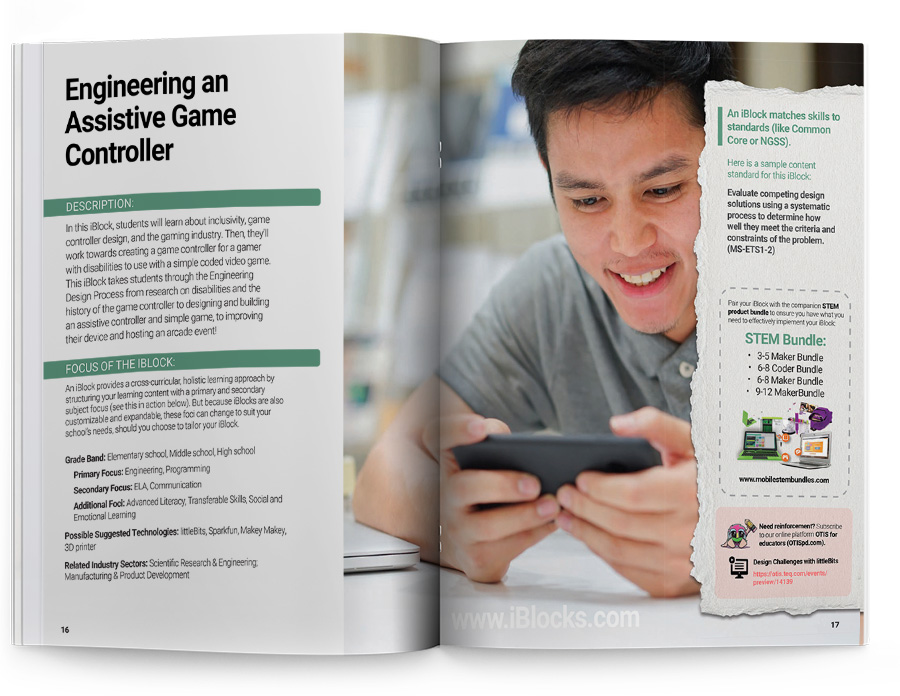 Engineering an
Assistive Game
Controller
DESCRIPTION:
In this iBlock, students will learn about inclusivity, game
controller design, and the gaming industry. Then, they'll
work towards creating a game controller for a gamer
with disabilities to use with a simple coded video game.
This iBlock takes students through the Engineering
Design Process from research on disabilities and the
history of the game controller to designing and building
an assistive controller and simple game, to improving
their device and hosting an arcade event!
FOCUS OF THE IBLOCK:
An iBlock provides a cross-curricular, holistic learning approach by
structuring your learning content with a primary and secondary
subject focus (see this in action below). But because iBlocks are also
customizable and expandable, these foci can change to suit your
school's needs, should you choose to tailor your iBlock.
Grade Band: Elementary school, Middle school, High school
Primary Focus: Engineering, Programming
Secondary Focus: ELA, Communication
Additional Foci: Advanced Literacy, Transferable Skills, Social and
Emotional Learning
Possible Suggested Technologies: littleBits, Sparkfun, Makey Makey,
3D printer
Related Industry Sectors: Scientific Research & Engineering;
Manufacturing & Product Development
16
An iBlock matches skills to
standards (like Common
Core or NGSS).
Here is a sample content
standard for this iBlock:
Evaluate competing design
solutions using a systematic
process to determine how
well they meet the criteria and
constraints of the problem.
(MS-ETS1-2)
Pair your iBlock with the companion STEM
product bundle to ensure you have what you
need to effectively implement your iBlock:
STEM Bundle:
• 3-5 Maker Bundle
• 6-8 Coder Bundle
• 6-8 Maker Bundle
• 9-12 MakerBundle
www.mobilestembundles.com
Need reinforcement? Subscribe
to our online platform OTIS for
educators (OTISpd.com).
Design Challenges with littleBits
https://otis.teq.com/events/
preview/14139
www.iBlocks.com
17